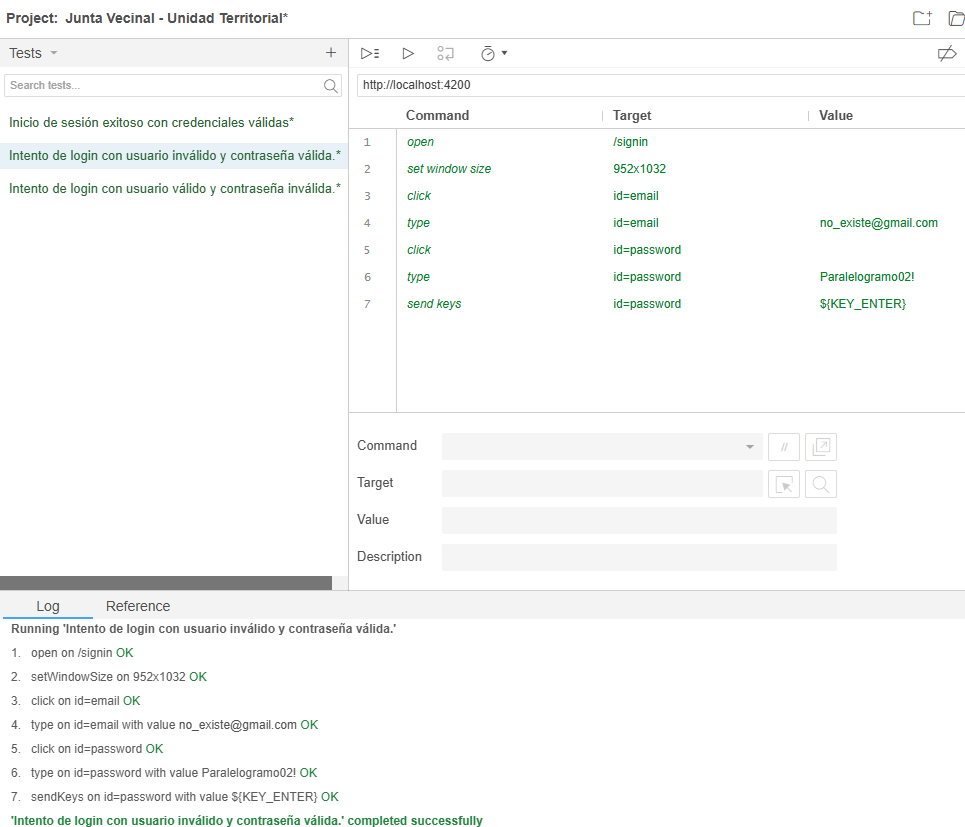 Project: Junta Vecinal - Unidad Territorial*
Tests
Search tests...
Inicio de sesión exitoso con credenciales válidas*
Intento de login con usuario inválido y contraseña válida.*
Intento de login con usuario válido y contraseña inválida.*
http://localhost:4200
Command Target Value
1 open /signin
2 set window size 952x1032
3 click id=email
4 type id=email no_existe@gmail.com
5 click id=password
6 type id=password Paralelogramo02!
7 send keys id=password ${KEY_ENTER}
Command //
Target
Value
Description
Log Reference
Running 'Intento de login con usuario inválido y contraseña válida.'
1. open on /signin OK
2. setWindowSize on 952x1032 OK
3. click on id=email OK
4. type on id=email with value no_existe@gmail.com OK
5. click on id=password OK
6. type on id=password with value Paralelogramo02! OK
7. sendKeys on id=password with value ${KEY_ENTER} OK
'Intento de login con usuario inválido y contraseña válida.' completed successfully